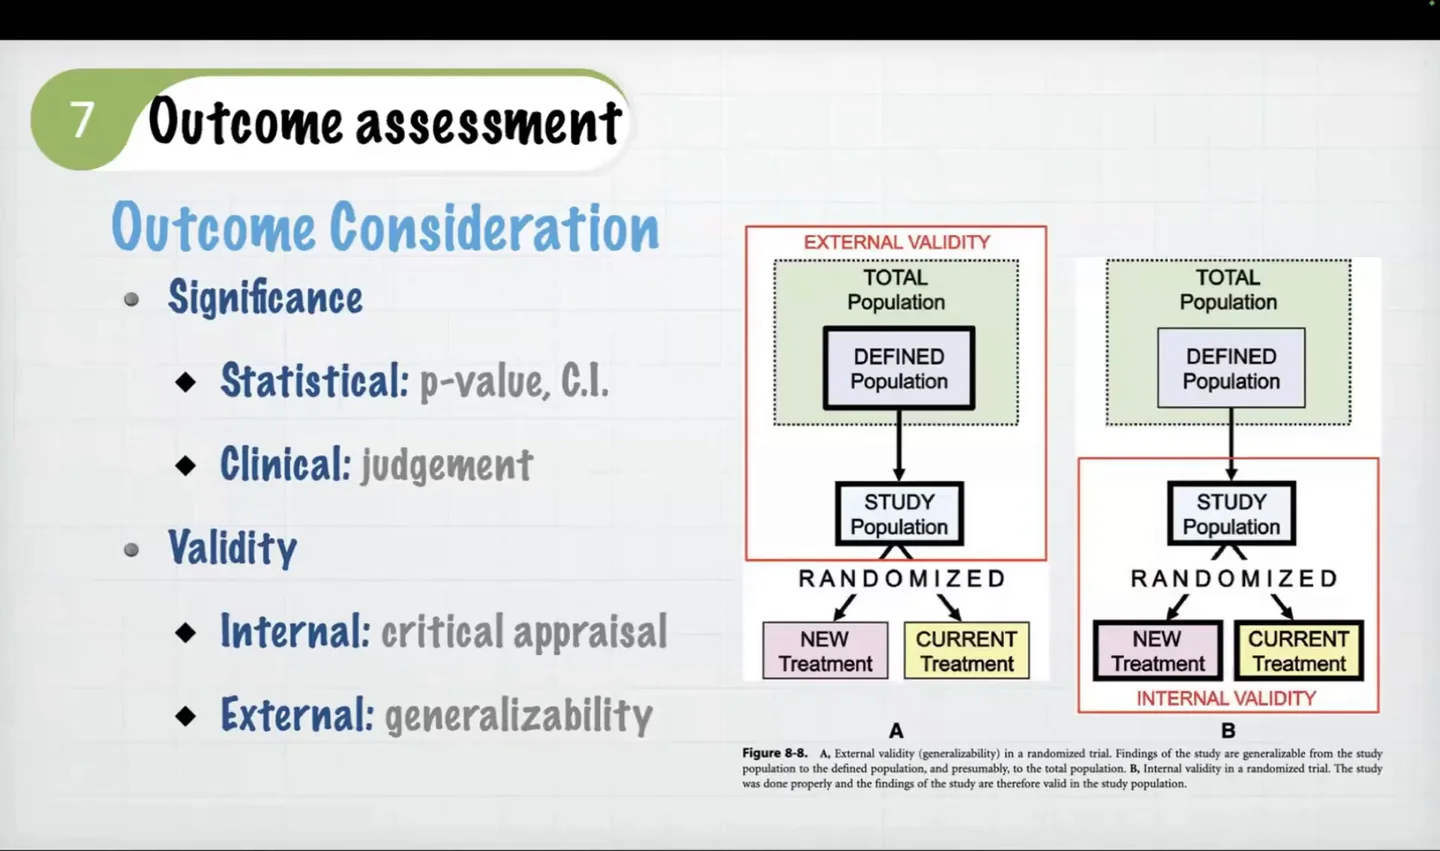 7
Outcome assessment
Outcome Consideration
Significance
Statistical: p-value, C.I.
Clinical: judgement
Validity
Internal: critical appraisal
External: generalizability
EXTERNAL VALIDITY
TOTAL
Population
DEFINED
Population
STUDY
Population
RANDOMIZED
NEW
Treatment
CURRENT
Treatment
A
TOTAL
Population
DEFINED
Population
STUDY
Population
RANDOMIZED
NEW
Treatment
CURRENT
Treatment
INTERNAL VALIDITY
B
Figure 8-8. A, External validity (generalizability) in a randomized trial. Findings of the study are generalizable from the study
population to the defined population, and presumably, to the total population. B, Internal validity in a randomized trial. The study
was done properly and the findings of the study are therefore valid in the study population.